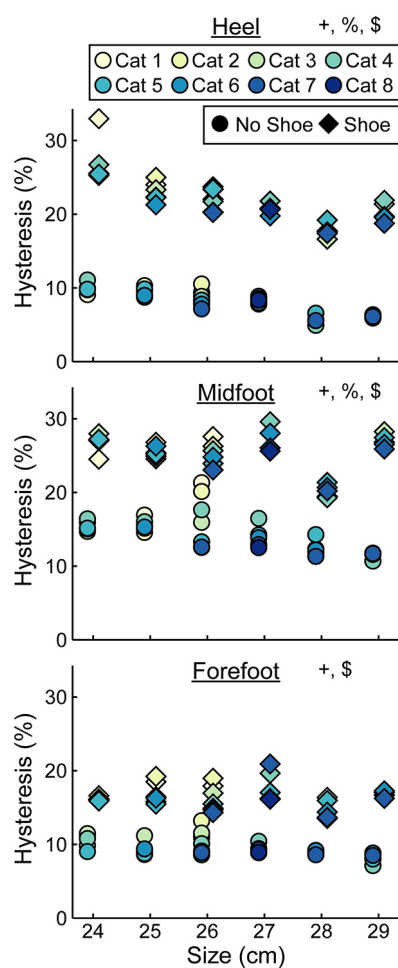 Heel +, %, $
Cat 1 Cat 2 Cat 3 Cat 4
Cat 5 Cat 6 Cat 7 Cat 8
No Shoe Shoe
30
20
10
0
Hysteresis (%)
Midfoot +, %, $
30
20
10
0
Hysteresis (%)
Forefoot +, $
30
20
10
0
Hysteresis (%)
24 25 26 27 28 29
Size (cm)